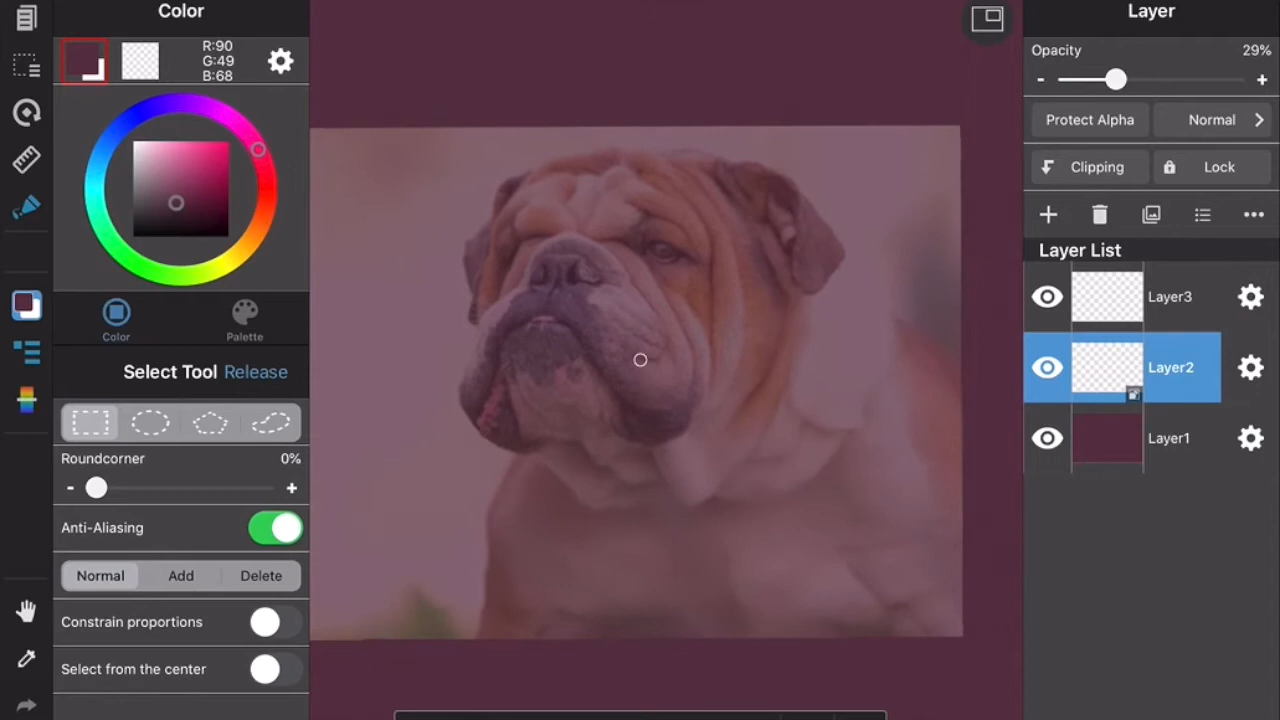 Color
R:90
G:49
B:68
Color
Palette
Select Tool Release
Roundcorner 0%
-
+
Anti-Aliasing
Normal Add Delete
Constrain proportions
Select from the center
Layer
Opacity 29%
-
+
Protect Alpha Normal
Clipping Lock
Layer List
Layer3
Layer2
Layer1